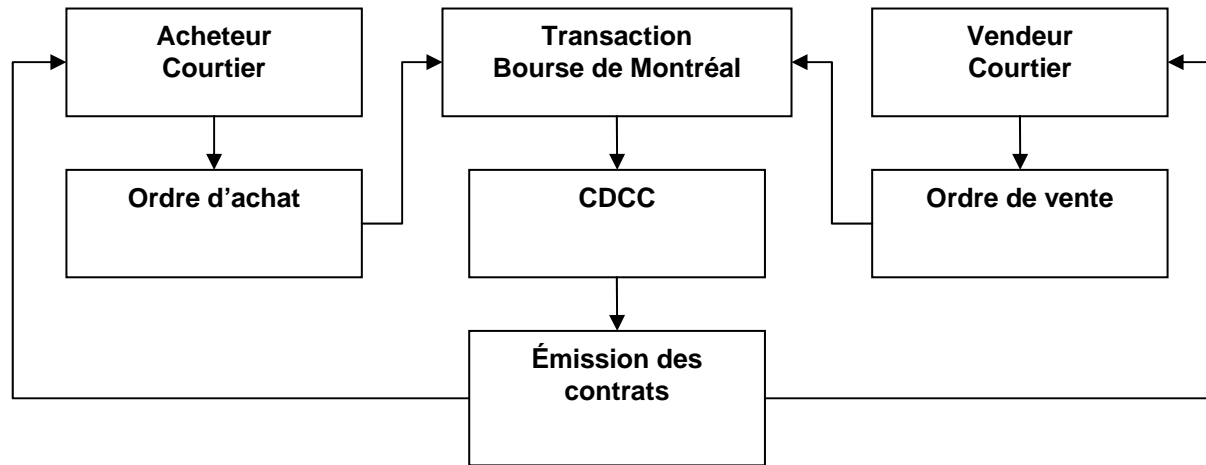 Acheteur
Courtier
Transaction
Bourse de Montréal
Vendeur
Courtier
Ordre d’achat
CDCC
Ordre de vente
Émission des
contrats